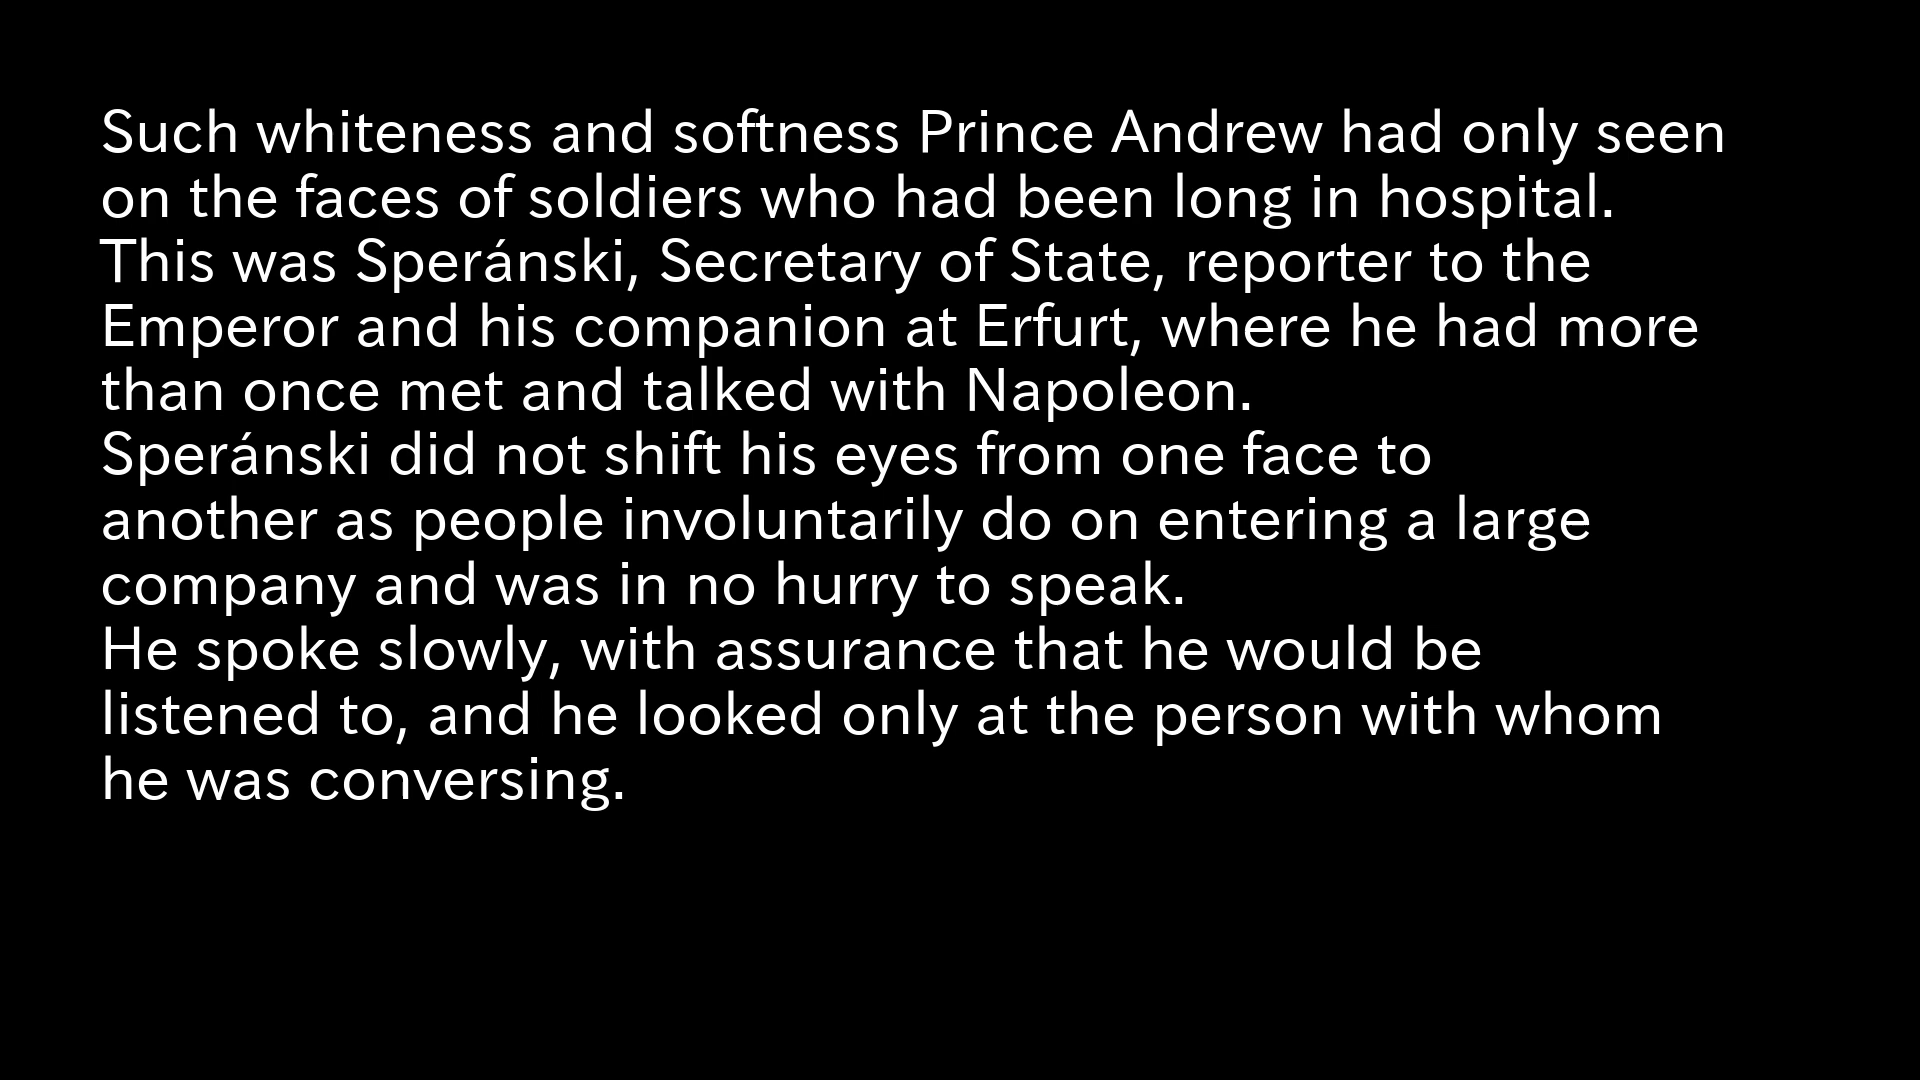 Such whiteness and softness Prince Andrew had only seen
on the faces of soldiers who had been long in hospital.
This was Speránski, Secretary of State, reporter to the
Emperor and his companion at Erfurt, where he had more
than once met and talked with Napoleon.
Speránski did not shift his eyes from one face to
another as people involuntarily do on entering a large
company and was in no hurry to speak.
He spoke slowly, with assurance that he would be
listened to, and he looked only at the person with whom
he was conversing.